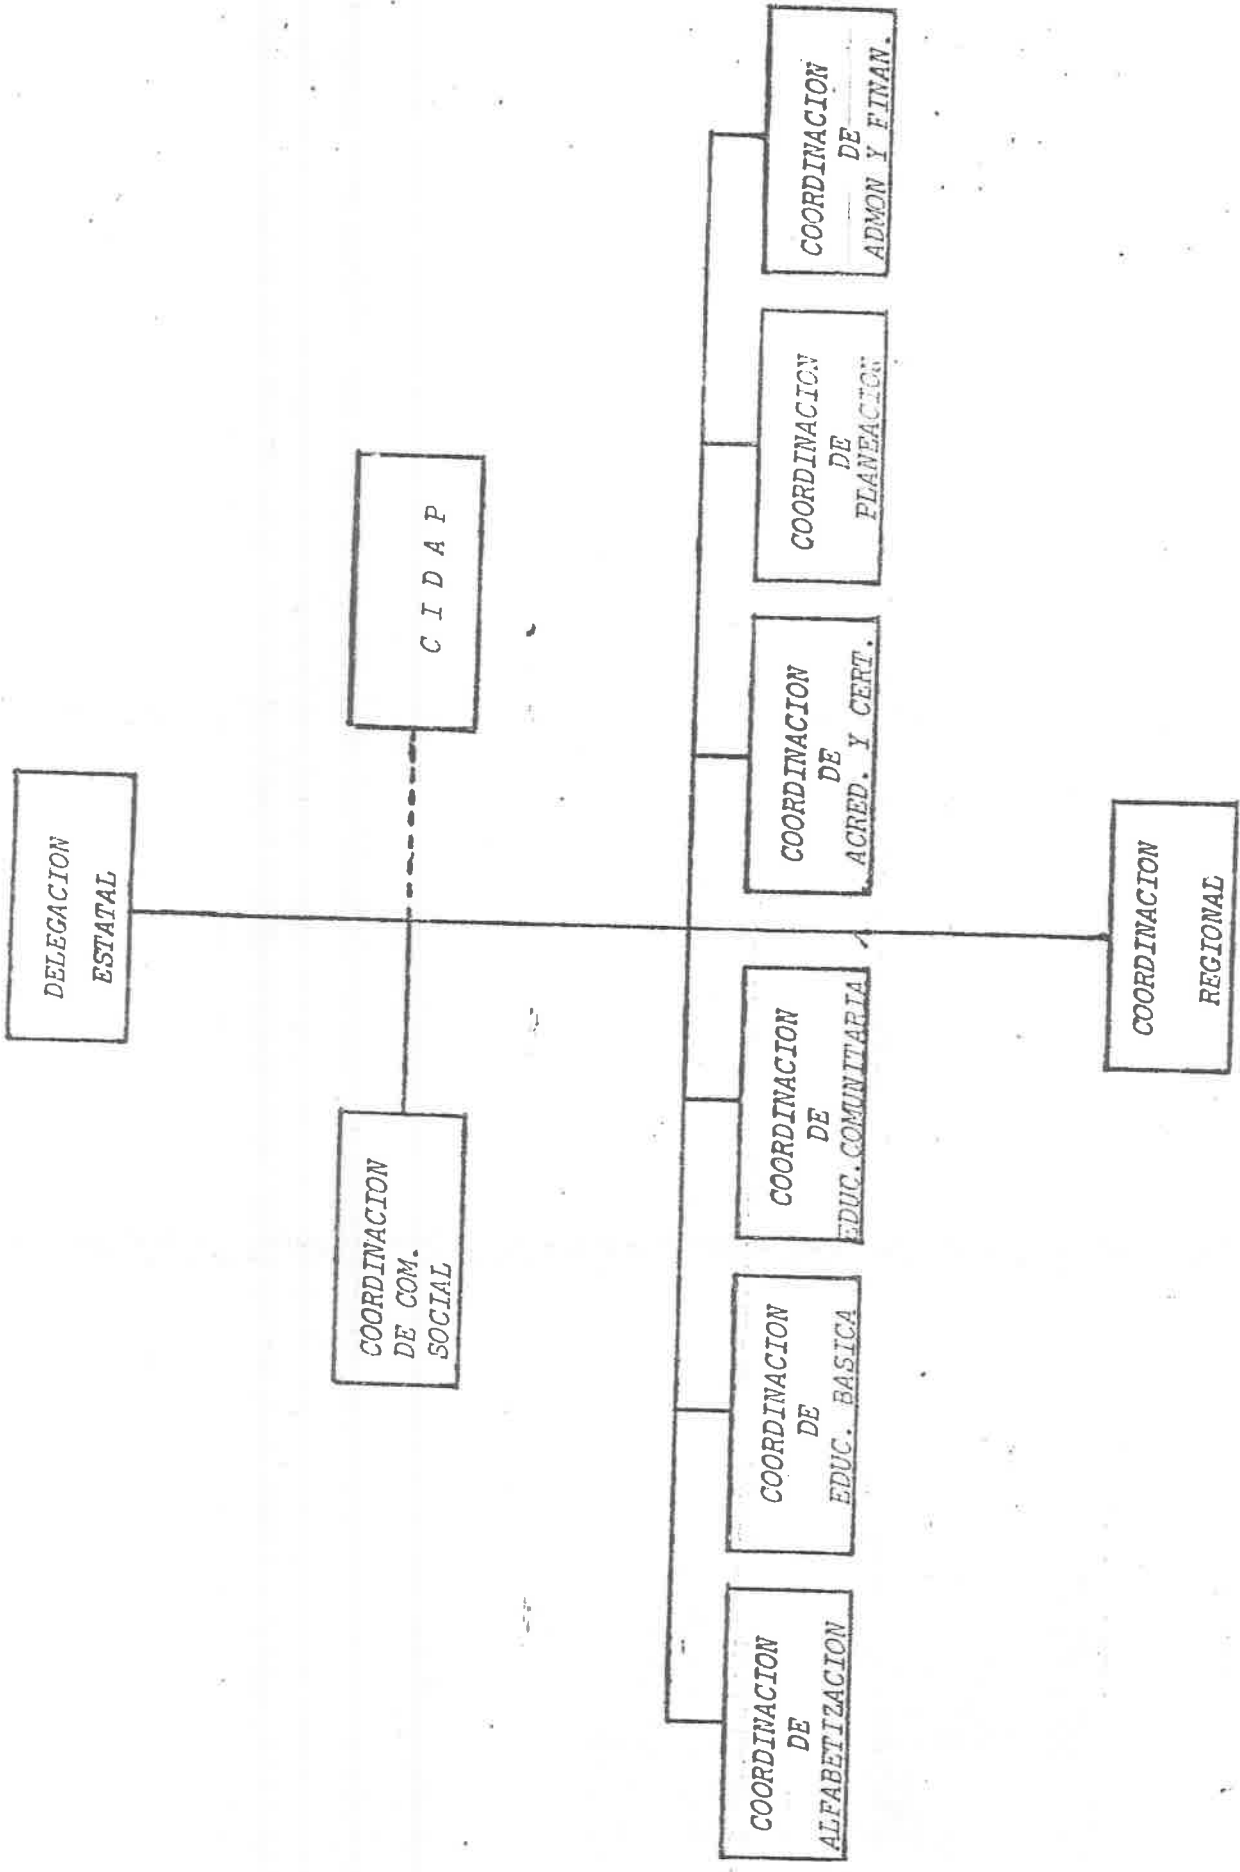 DELEGACION
ESTATAL
COORDINACION
DE COM.
SOCIAL
C I D A P
COORDINACION
DE
ALFABETIZACION
COORDINACION
DE
EDUC. BASICA
COORDINACION
DE
EDUC.COMUNITARIA
COORDINACION
DE
ACRED. Y CERT.
COORDINACION
DE
PLANEACION
COORDINACION
DE
ADMON Y FINAN.
COORDINACION
REGIONAL